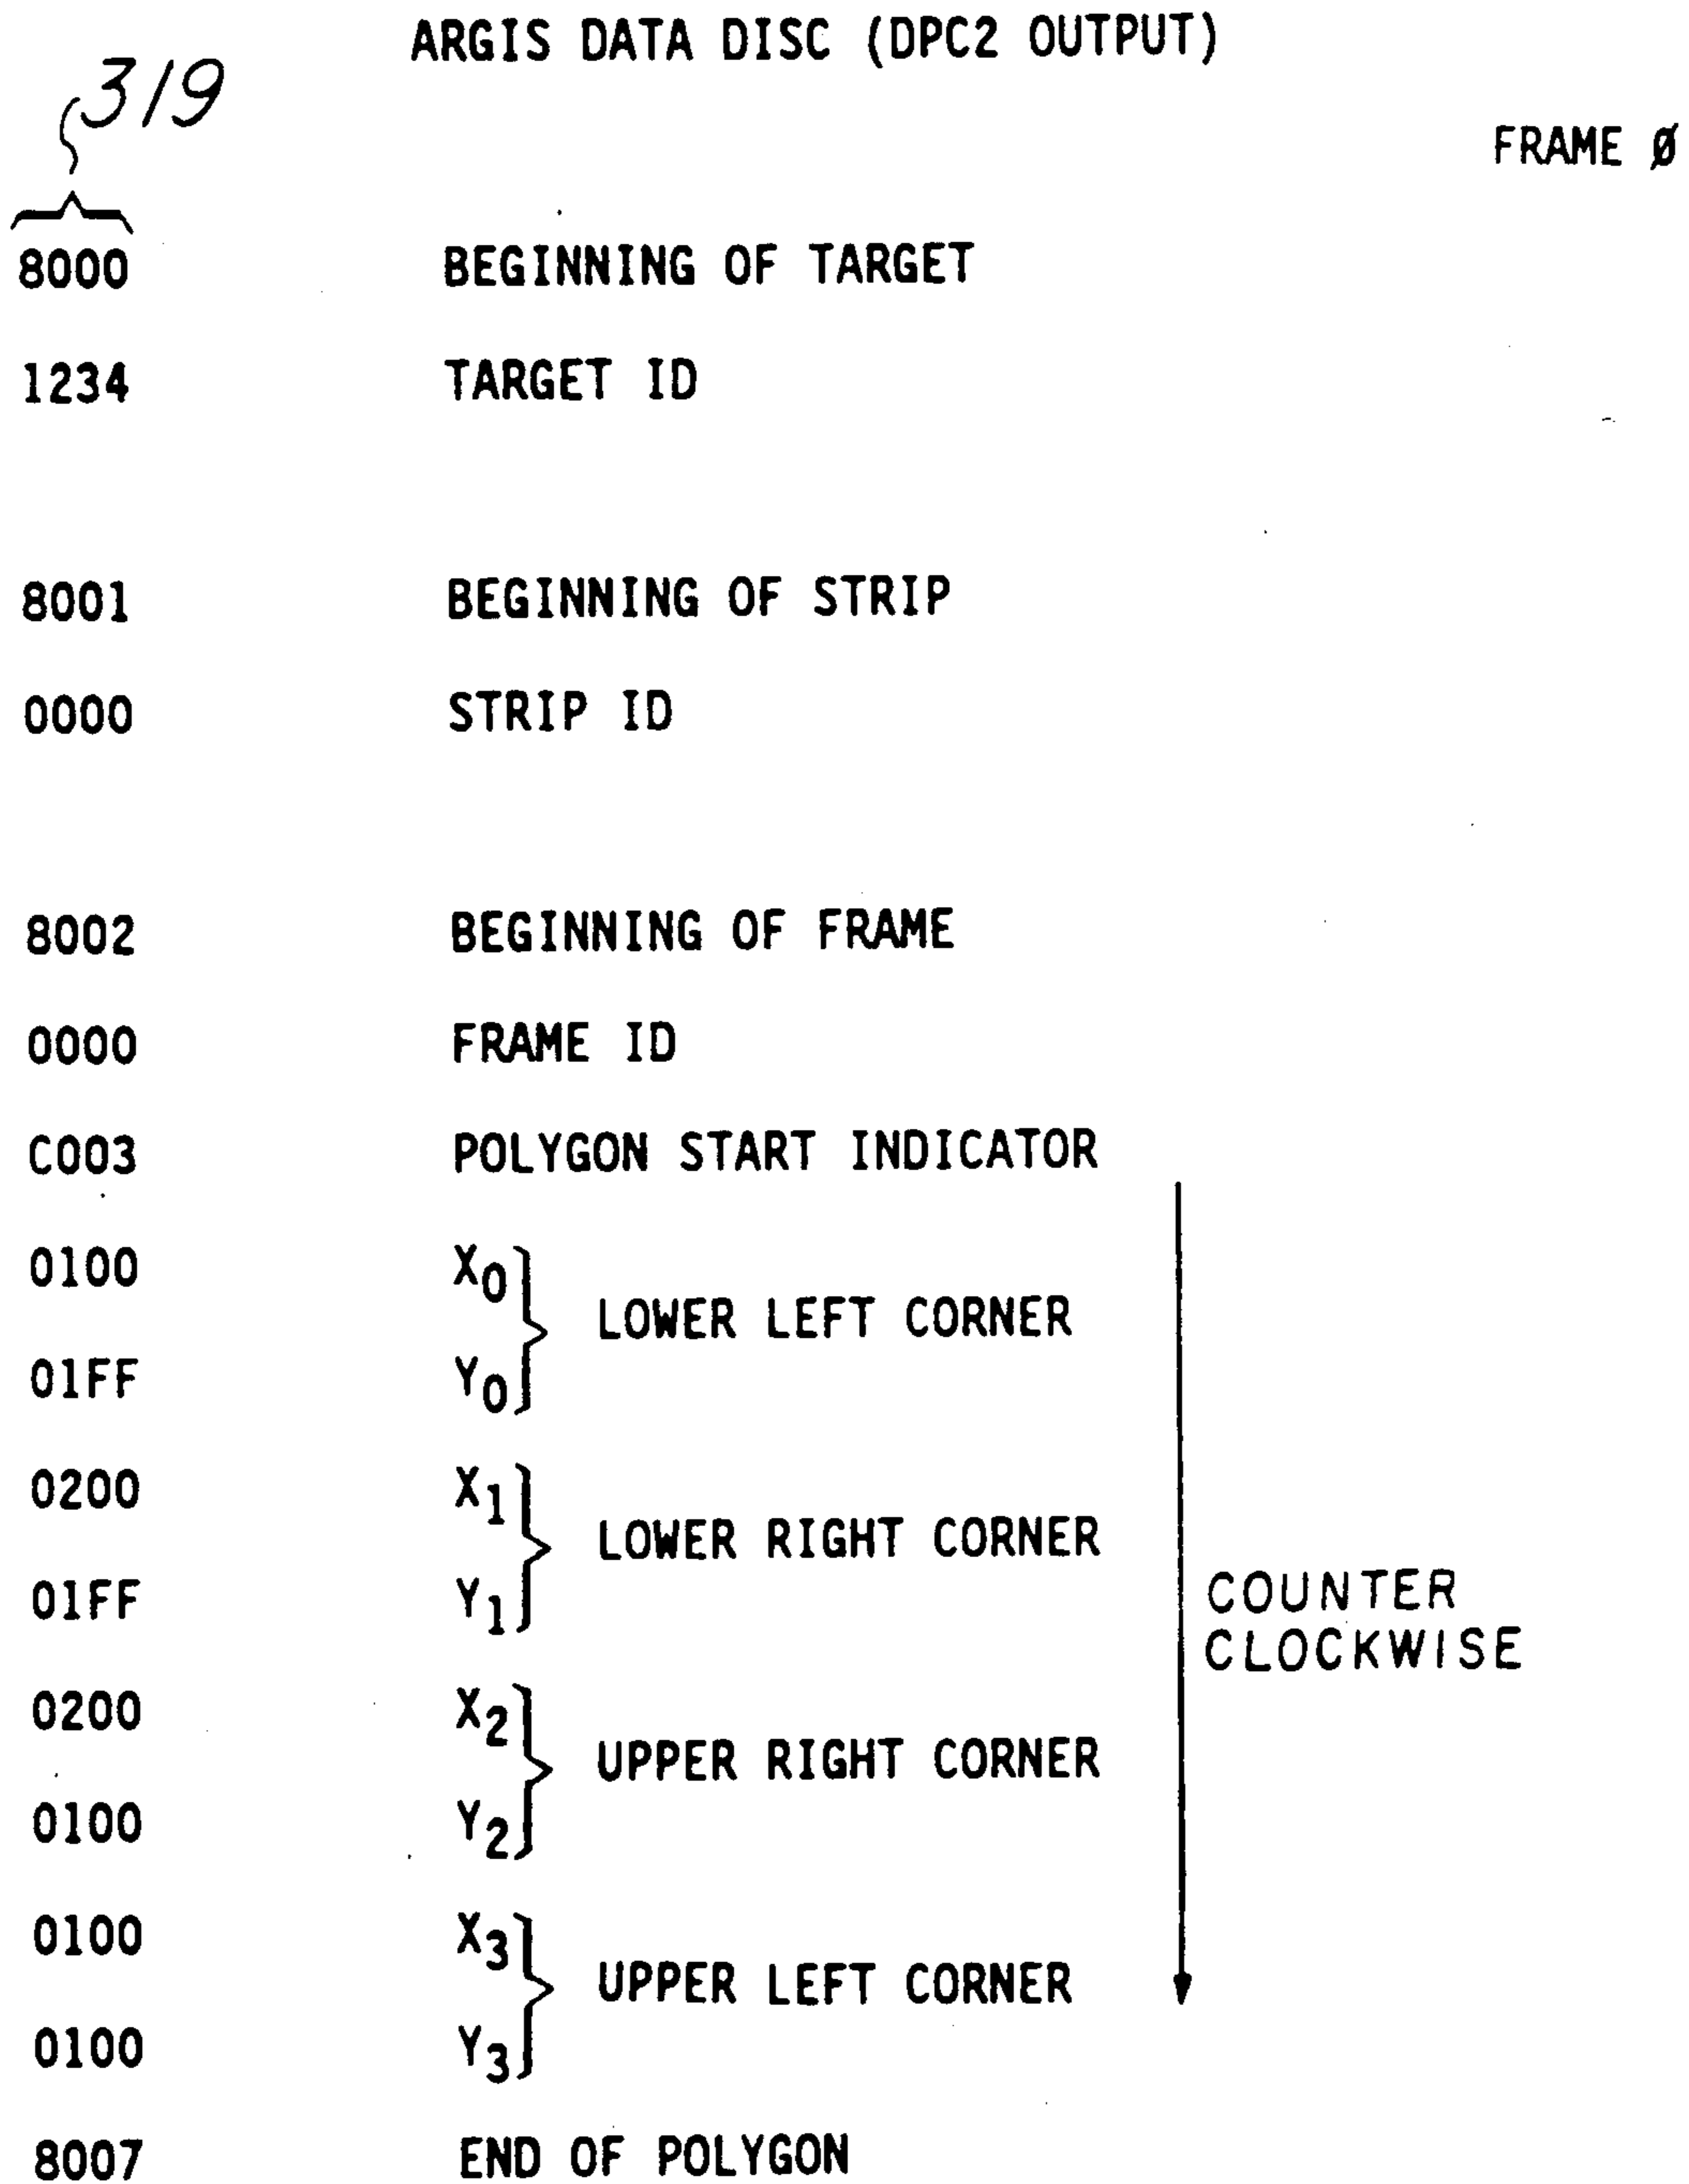 ARGIS DATA DISC (DPC2 OUTPUT)
319
FRAME Ø
8000 BEGINNING OF TARGET
1234 TARGET ID
8001 BEGINNING OF STRIP
0000 STRIP ID
8002 BEGINNING OF FRAME
0000 FRAME ID
C003 POLYGON START INDICATOR
0100 X0
LOWER LEFT CORNER
01FF Y0
0200 X1
LOWER RIGHT CORNER
01FF Y1
COUNTER
CLOCKWISE
0200 X2
UPPER RIGHT CORNER
0100 Y2
0100 X3
UPPER LEFT CORNER
0100 Y3
8007 END OF POLYGON